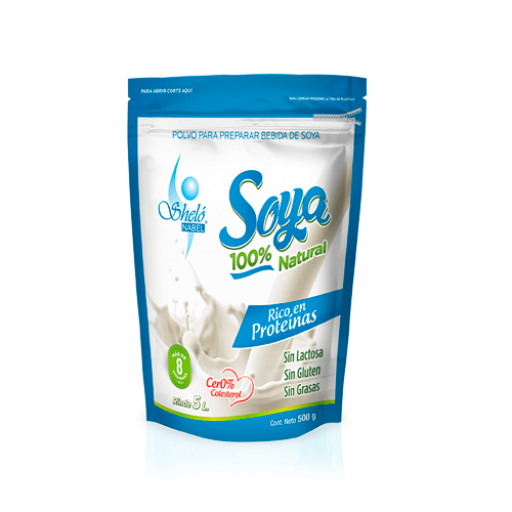 PARA ABRIR CORTE AQUÍ
POLVO PARA PREPARAR BEBIDA DE SOYA
Sheló
NABEL
Soya
100%
Natural
Rico en
Proteínas
Sin Lactosa
Sin Gluten
Sin Grasas
8
Cer0%
Colesterol
Rinde 5 L.
Cont. Neto 500 g